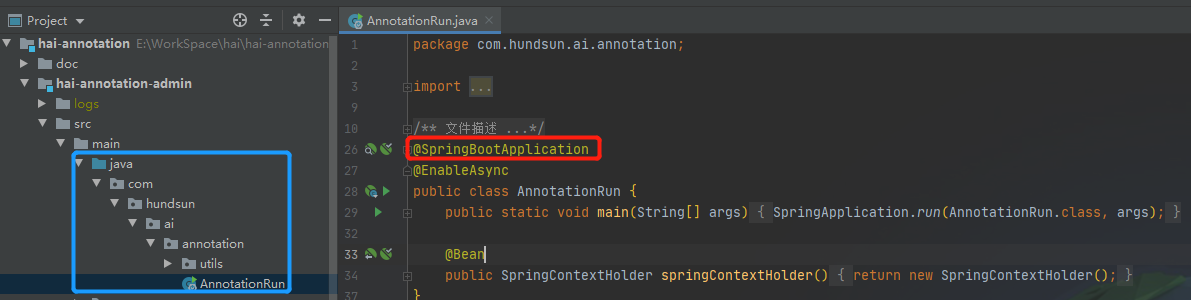 Project
AnnotationRun.java
hai-annotation E:\WorkSpace\hai\hai-annotation
doc
hai-annotation-admin
logs
src
main
java
com
hundsun
ai
annotation
utils
AnnotationRun
1 package com.hundsun.ai.annotation;
2
3 import ...
9
10 /** 文件描述 ...*/
26 @SpringBootApplication
27 @EnableAsync
28 public class AnnotationRun {
29 public static void main(String[] args) { SpringApplication.run(AnnotationRun.class, args); }
32
33 @Bean
34 public SpringContextHolder springContextHolder() { return new SpringContextHolder(); }
37 }